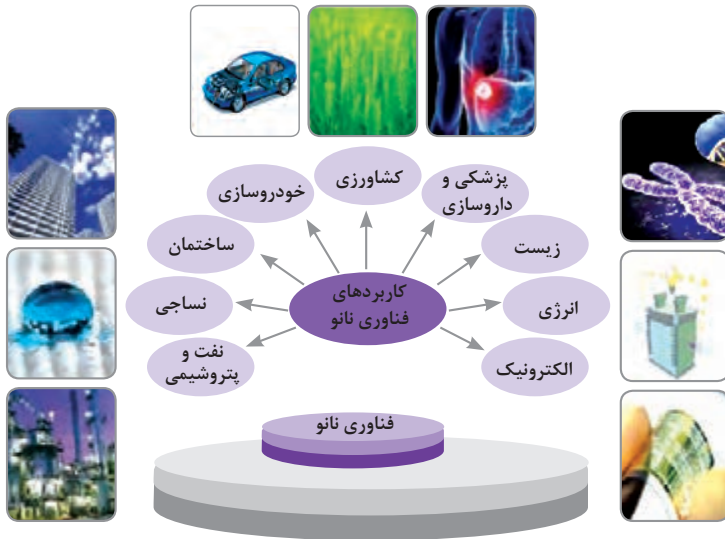 کشاورزی
پزشکی و
داروسازی
خودروسازی
زیست
ساختمان
کاربردهای
فناوری نانو
انرژی
نساجی
الکترونیک
نفت و
پتروشیمی
فناوری نانو